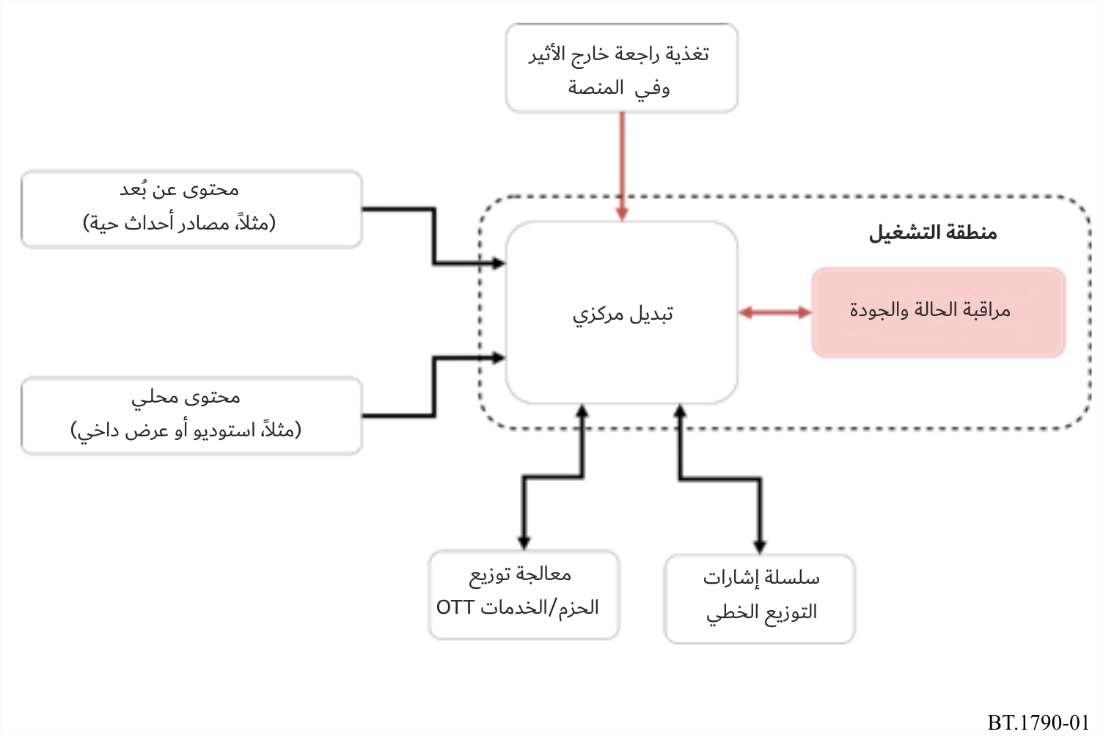 تغذية راجعة خارج الأثير
وفي المنصة
محتوى عن بُعد
(مثلاً، مصادر أحداث حية)
منطقة التشغيل
تبديل مركزي
مراقبة الحالة والجودة
محتوى محلي
(مثلاً، استوديو أو عرض داخي)
معالجة توزيع
الحزم/الخدمات OTT
سلسلة إشارات
التوزيع الخطي
BT.1790-01